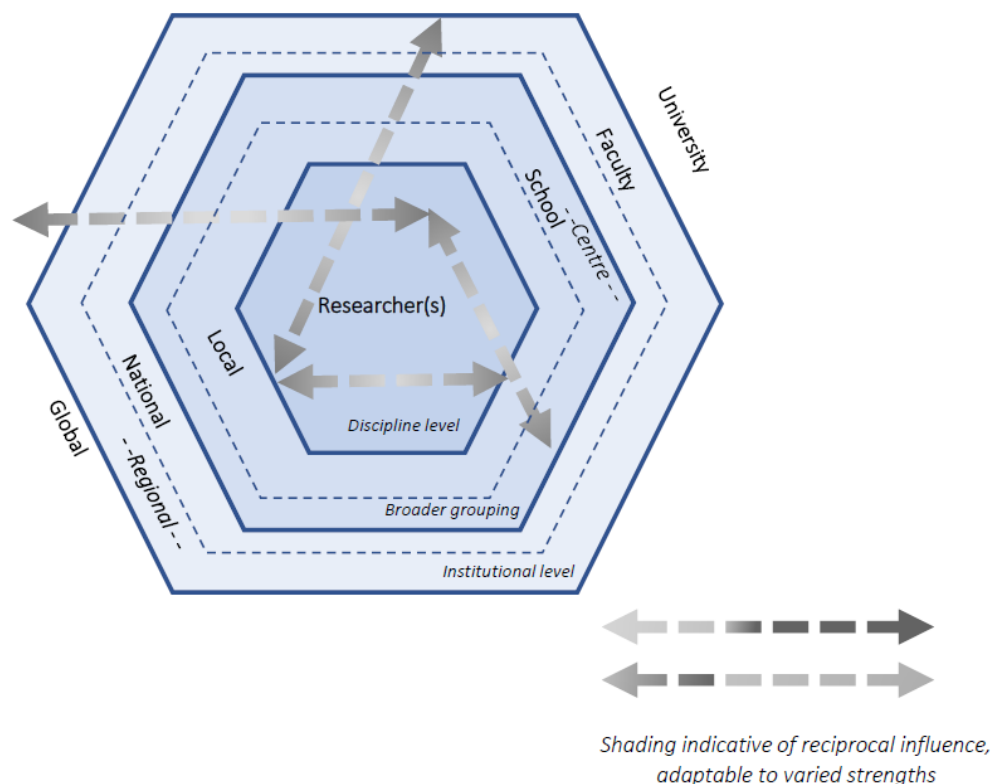 University
Faculty
School
- -Centre - -
Researcher(s)
Local
National
Global
- -Regional - -
Discipline level
Broader grouping
Institutional level
Shading indicative of reciprocal influence,
adaptable to varied strengths